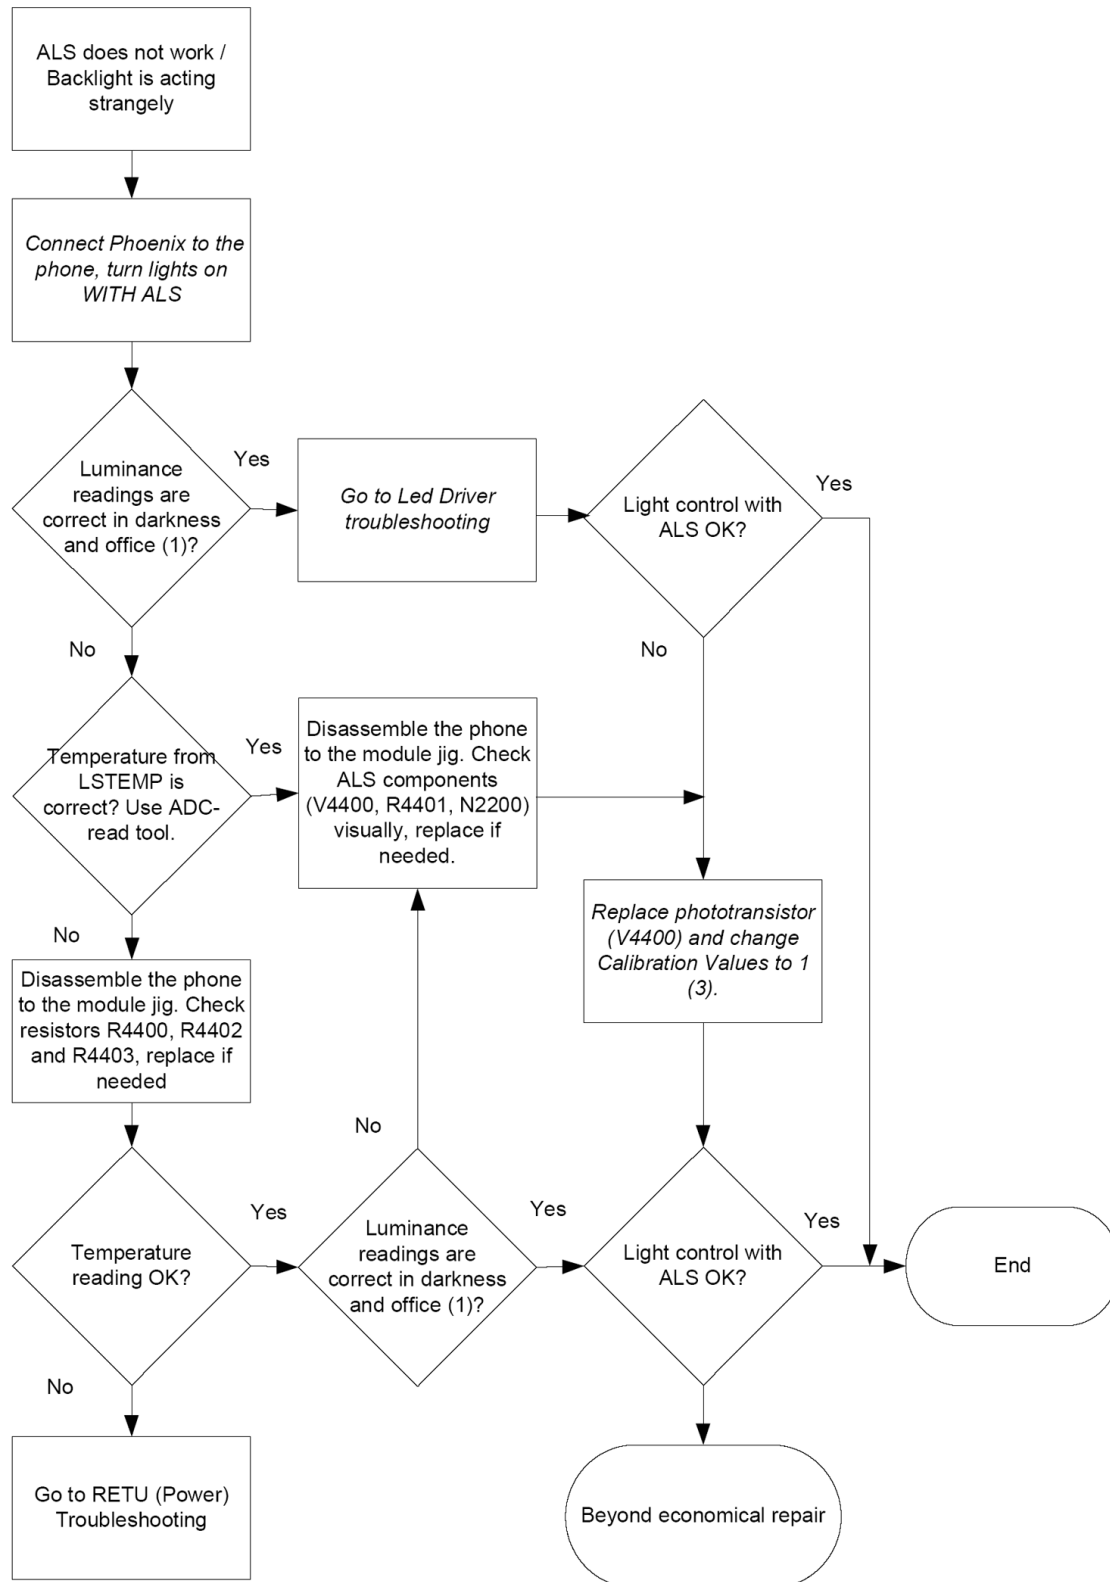 ALS does not work /
Backlight is acting
strangely
Connect Phoenix to the
phone, turn lights on
WITH ALS
Luminance
readings are
correct in darkness
and office (1)?
Yes
Go to Led Driver
troubleshooting
Light control with
ALS OK?
Yes
No
No
Temperature from
LSTEMP is
correct? Use ADC-
read tool.
Yes
Disassemble the phone
to the module jig. Check
ALS components
(V4400, R4401, N2200)
visually, replace if
needed.
Replace phototransistor
(V4400) and change
Calibration Values to 1
(3).
No
Disassemble the phone
to the module jig. Check
resistors R4400, R4402
and R4403, replace if
needed
No
Temperature
reading OK?
Yes
Luminance
readings are
correct in darkness
and office (1)?
Yes
Light control with
ALS OK?
Yes
End
No
Go to RETU (Power)
Troubleshooting
Beyond economical repair